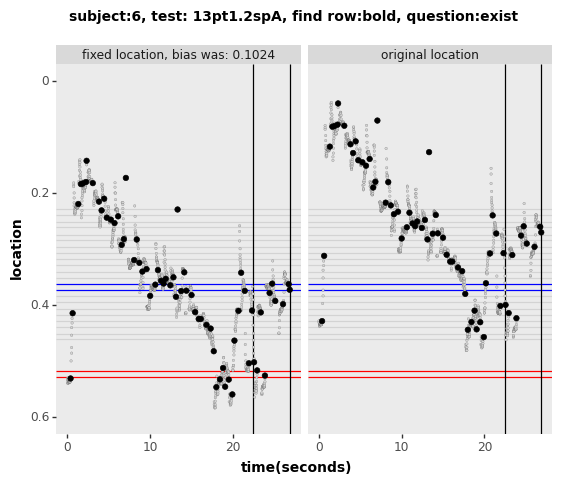 subject:6, test: 13pt1.2spA, find row:bold, question:exist
fixed location, bias was: 0.1024
original location
0
0.2
0.4
0.6
location
0
10
20
0
10
20
time(seconds)